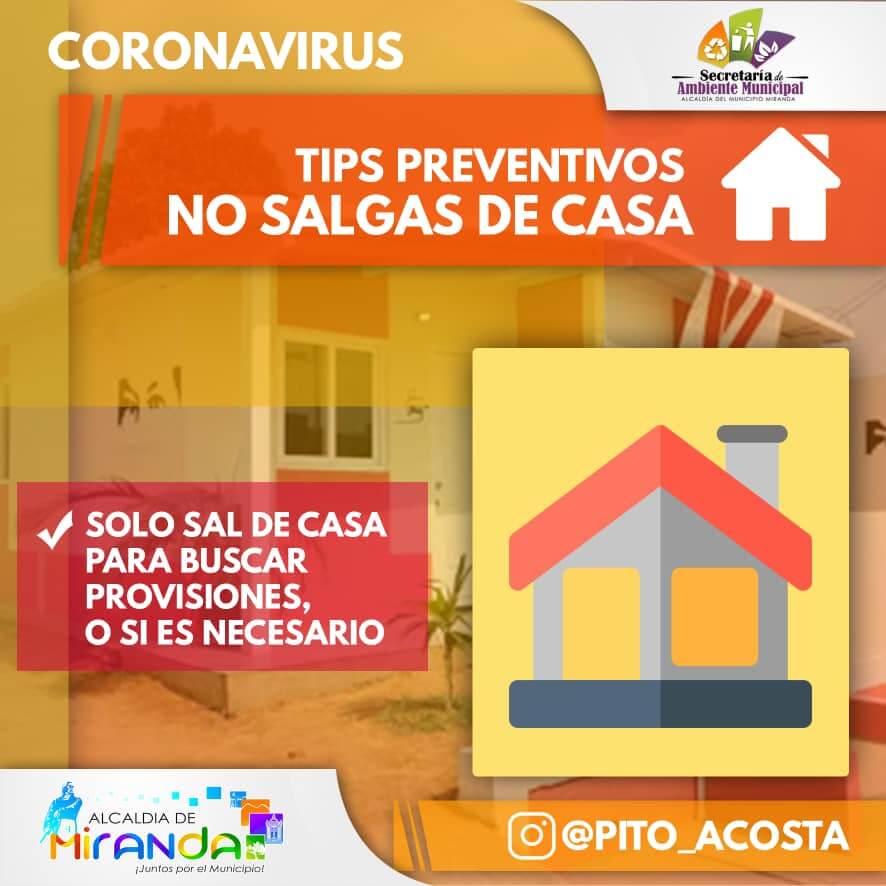 CORONAVIRUS
Secretaría de
Ambiente Municipal
ALCALDÍA DEL MUNICIPIO MIRANDA
TIPS PREVENTIVOS
NO SALGAS DE CASA
SOLO SAL DE CASA
PARA BUSCAR
PROVISIONES,
O SI ES NECESARIO
ALCALDIA DE
MiRANDA
¡Juntos por el Municipio!
@PITO_ACOSTA